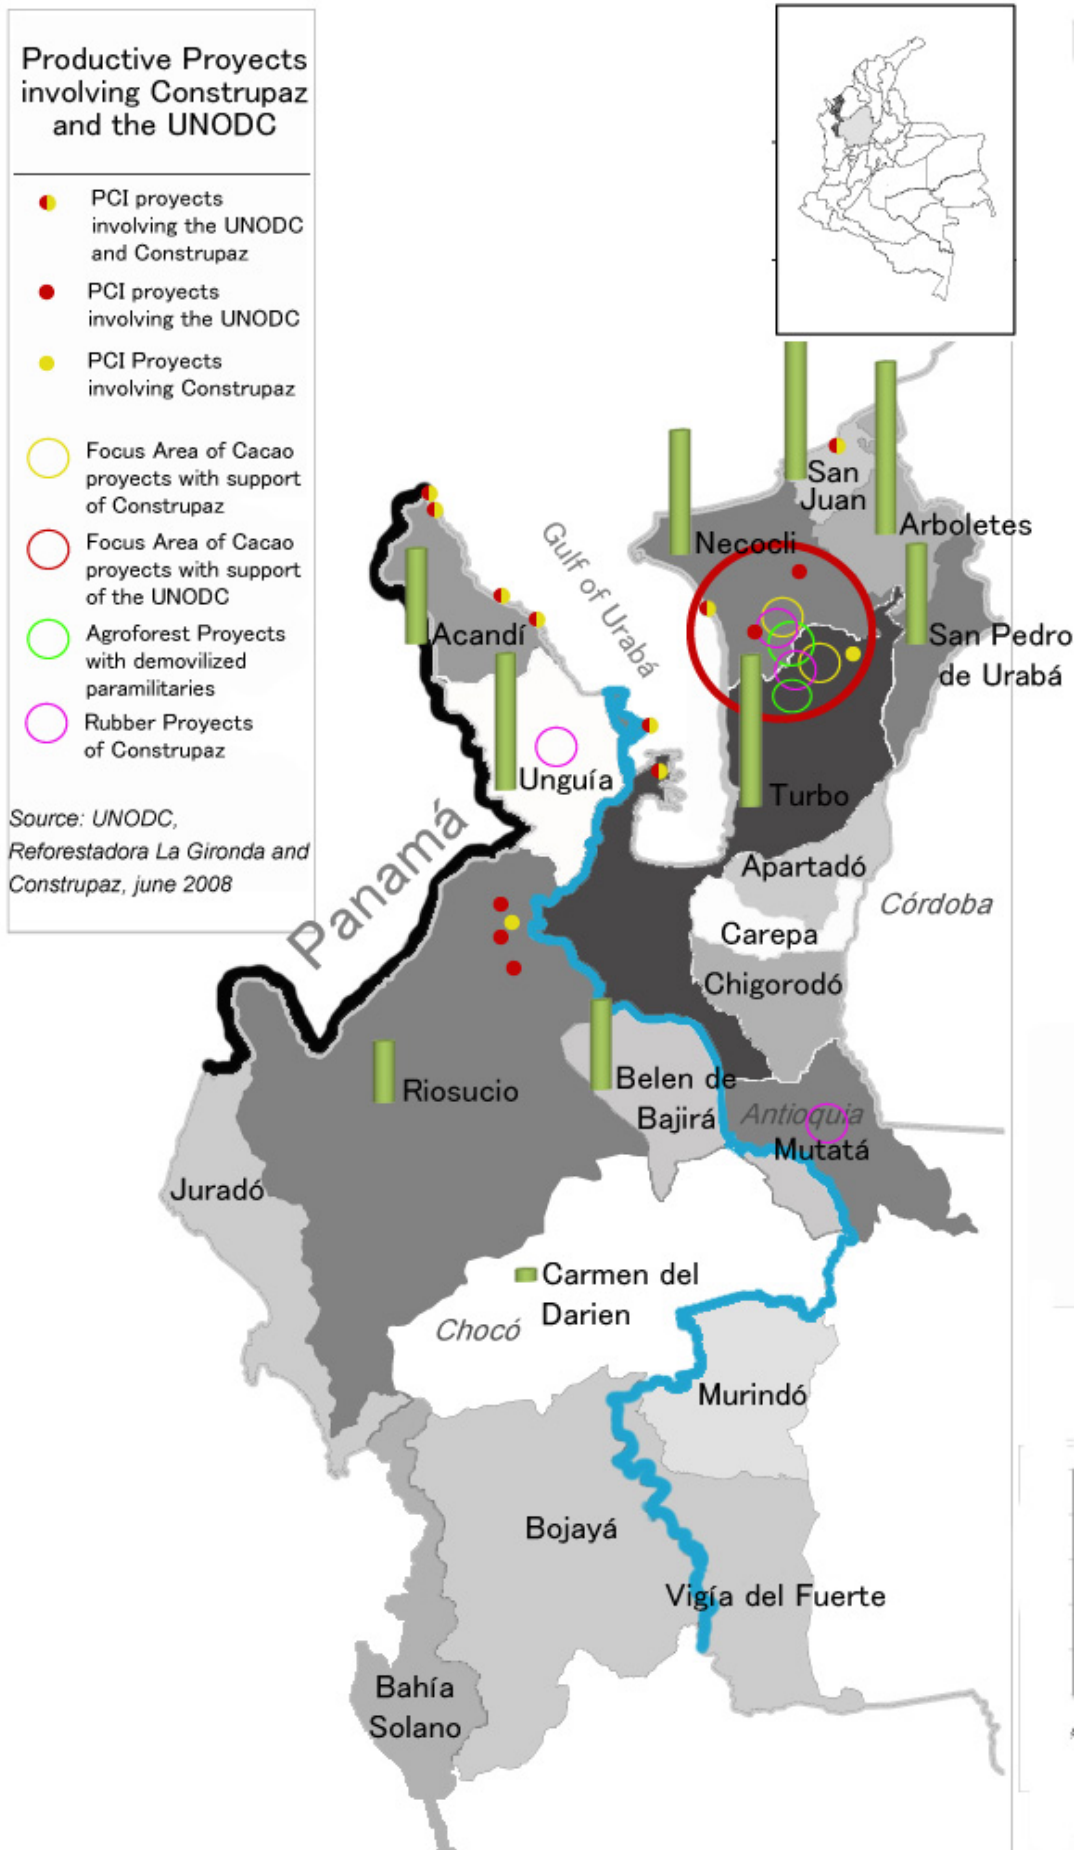 Productive Proyects
involving Construpaz
and the UNODC
PCI proyects
involving the UNODC
and Construpaz
PCI proyects
involving the UNODC
PCI Proyects
involving Construpaz
Focus Area of Cacao
proyects with support
of Construpaz
Focus Area of Cacao
proyects with support
of the UNODC
Agroforest Proyects
with demovilized
paramilitaries
Rubber Proyects
of Construpaz
Source: UNODC,
Reforestadora La Gironda and
Construpaz, june 2008
San
Juan
Arboletes
Necocli
Gulf of Urabá
Acandí
San Pedro
de Urabá
Unguía
Turbo
Panamá
Apartadó
Córdoba
Carepa
Chigorodó
Riosucio
Belen de
Bajirá
Antioquia
Mutatá
Juradó
Carmen del
Darien
Chocó
Murindó
Bojayá
Vigía del Fuerte
Bahía
Solano